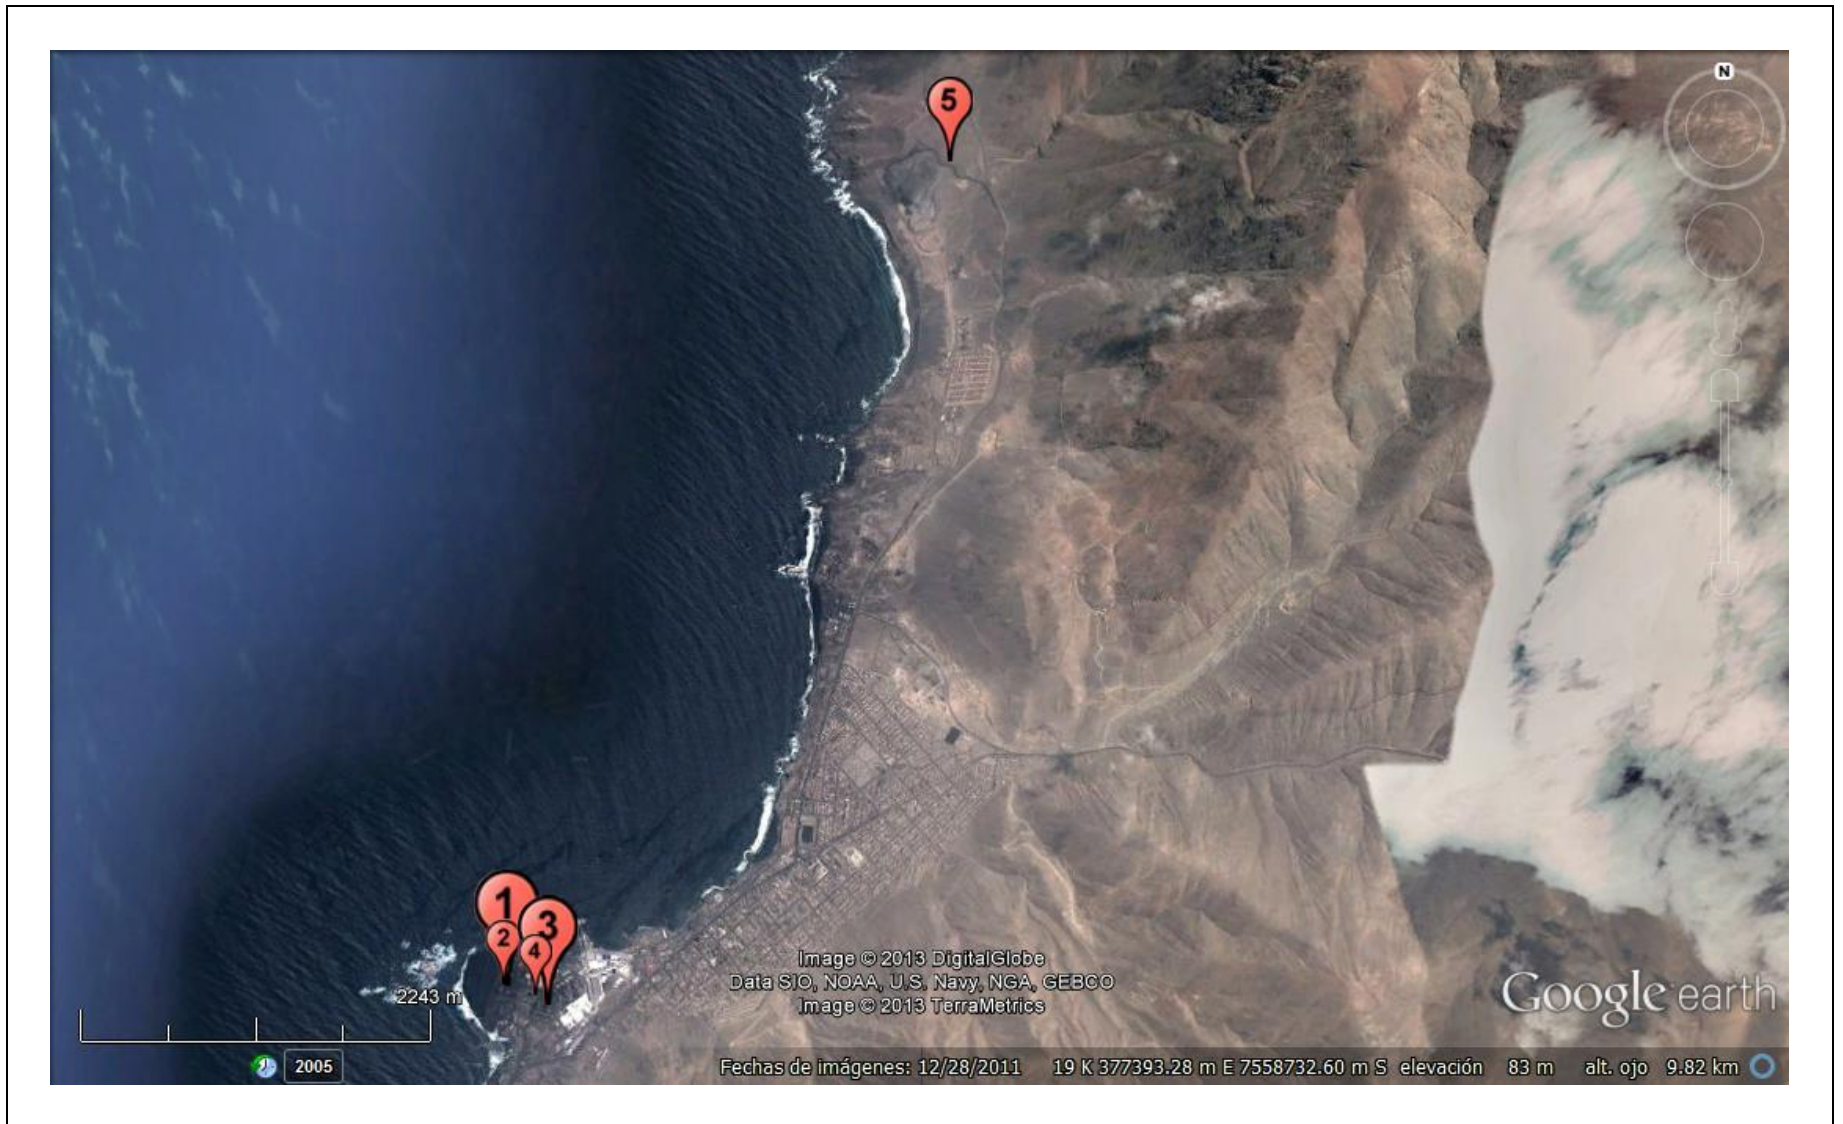 N
5
1
2
3
4
2243 m
Image © 2013 DigitalGlobe
Data SIO, NOAA, U.S. Navy, NGA, GEBCO
Image © 2013 TerraMetrics
Google earth
2005
Fechas de imágenes: 12/28/2011 19 K 377393.28 m E 7558732.60 m S elevación 83 m alt. ojo 9.82 km